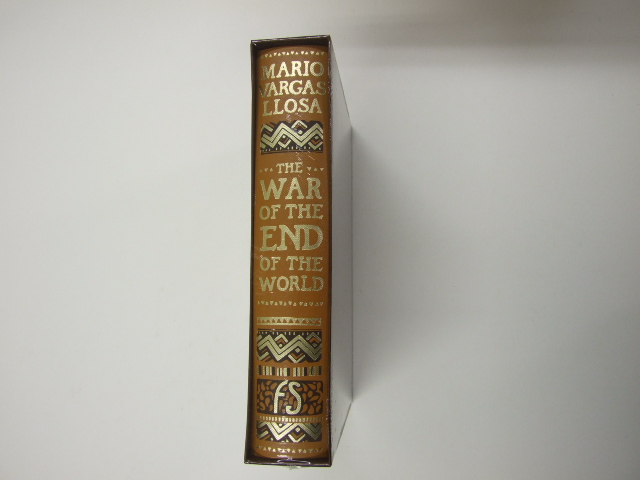 MARIO
VARGAS
LLOSA
THE
WAR
OF THE
END
OF THE
WORLD
FS